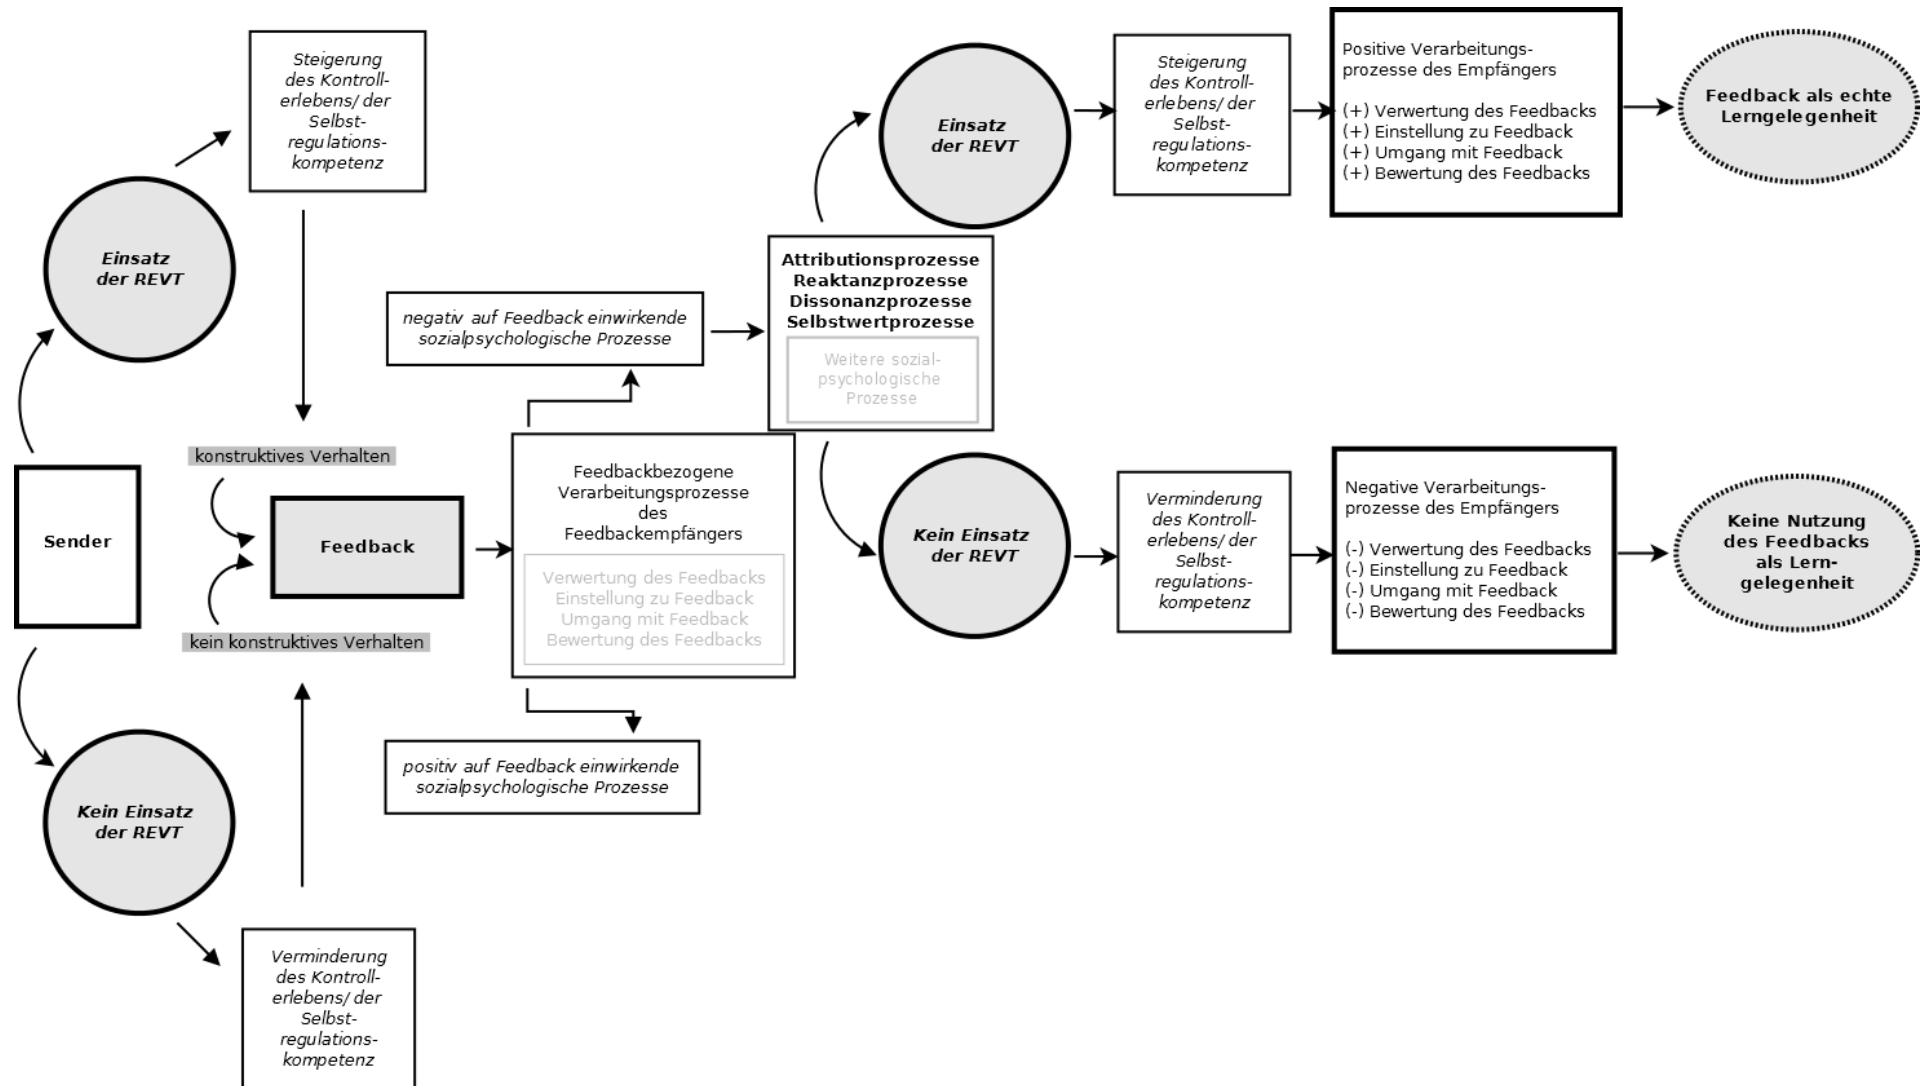 Steigerung
des Kontroll-
erlebens/ der
Selbst-
regulations-
kompetenz
Einsatz
der REVT
konstruktives Verhalten
Sender
Feedback
kein konstruktives Verhalten
Kein Einsatz
der REVT
Verminderung
des Kontroll-
erlebens/ der
Selbst-
regulations-
kompetenz
negativ auf Feedback einwirkende
sozialpsychologische Prozesse
Feedbackbezogene
Verarbeitungsprozesse
des
Feedbackempfängers
Verwertung des Feedbacks
Einstellung zu Feedback
Umgang mit Feedback
Bewertung des Feedbacks
positiv auf Feedback einwirkende
sozialpsychologische Prozesse
Attributionsprozesse
Reaktanzprozesse
Dissonanzprozesse
Selbstwertprozesse
Weitere sozial-
psychologische
Prozesse
Einsatz
der REVT
Steigerung
des Kontroll-
erlebens/ der
Selbst-
regulations-
kompetenz
Positive Verarbeitungs-
prozesse des Empfängers
(+) Verwertung des Feedbacks
(+) Einstellung zu Feedback
(+) Umgang mit Feedback
(+) Bewertung des Feedbacks
Feedback als echte
Lerngelegenheit
Kein Einsatz
der REVT
Verminderung
des Kontroll-
erlebens/ der
Selbst-
regulations-
kompetenz
Negative Verarbeitungs-
prozesse des Empfängers
(-) Verwertung des Feedbacks
(-) Einstellung zu Feedback
(-) Umgang mit Feedback
(-) Bewertung des Feedbacks
Keine Nutzung
des Feedbacks
als Lern-
gelegenheit